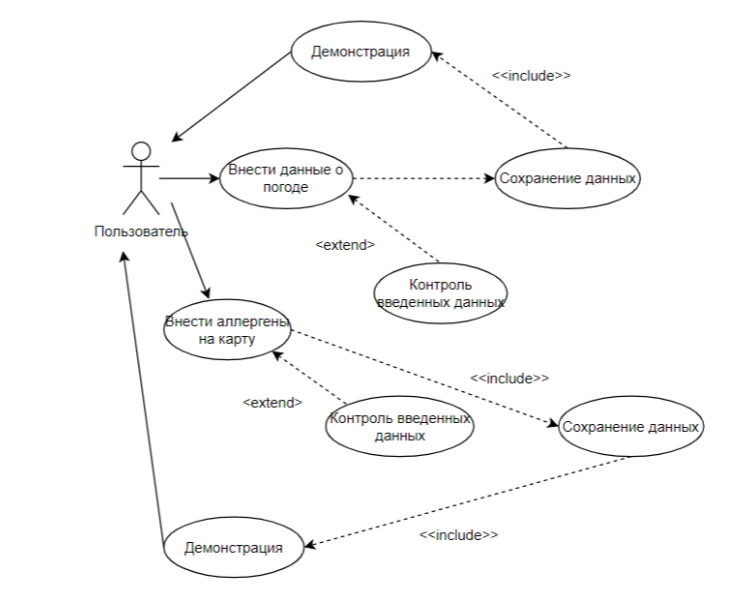 Демонстрация
<<include>>
Внести данные о
погоде
Сохранение данных
Пользователь
<extend>
Контроль
введенных данных
Внести аллергены
на карту
<<include>>
<extend>
Контроль введенных
данных
Сохранение данных
<<include>>
Демонстрация